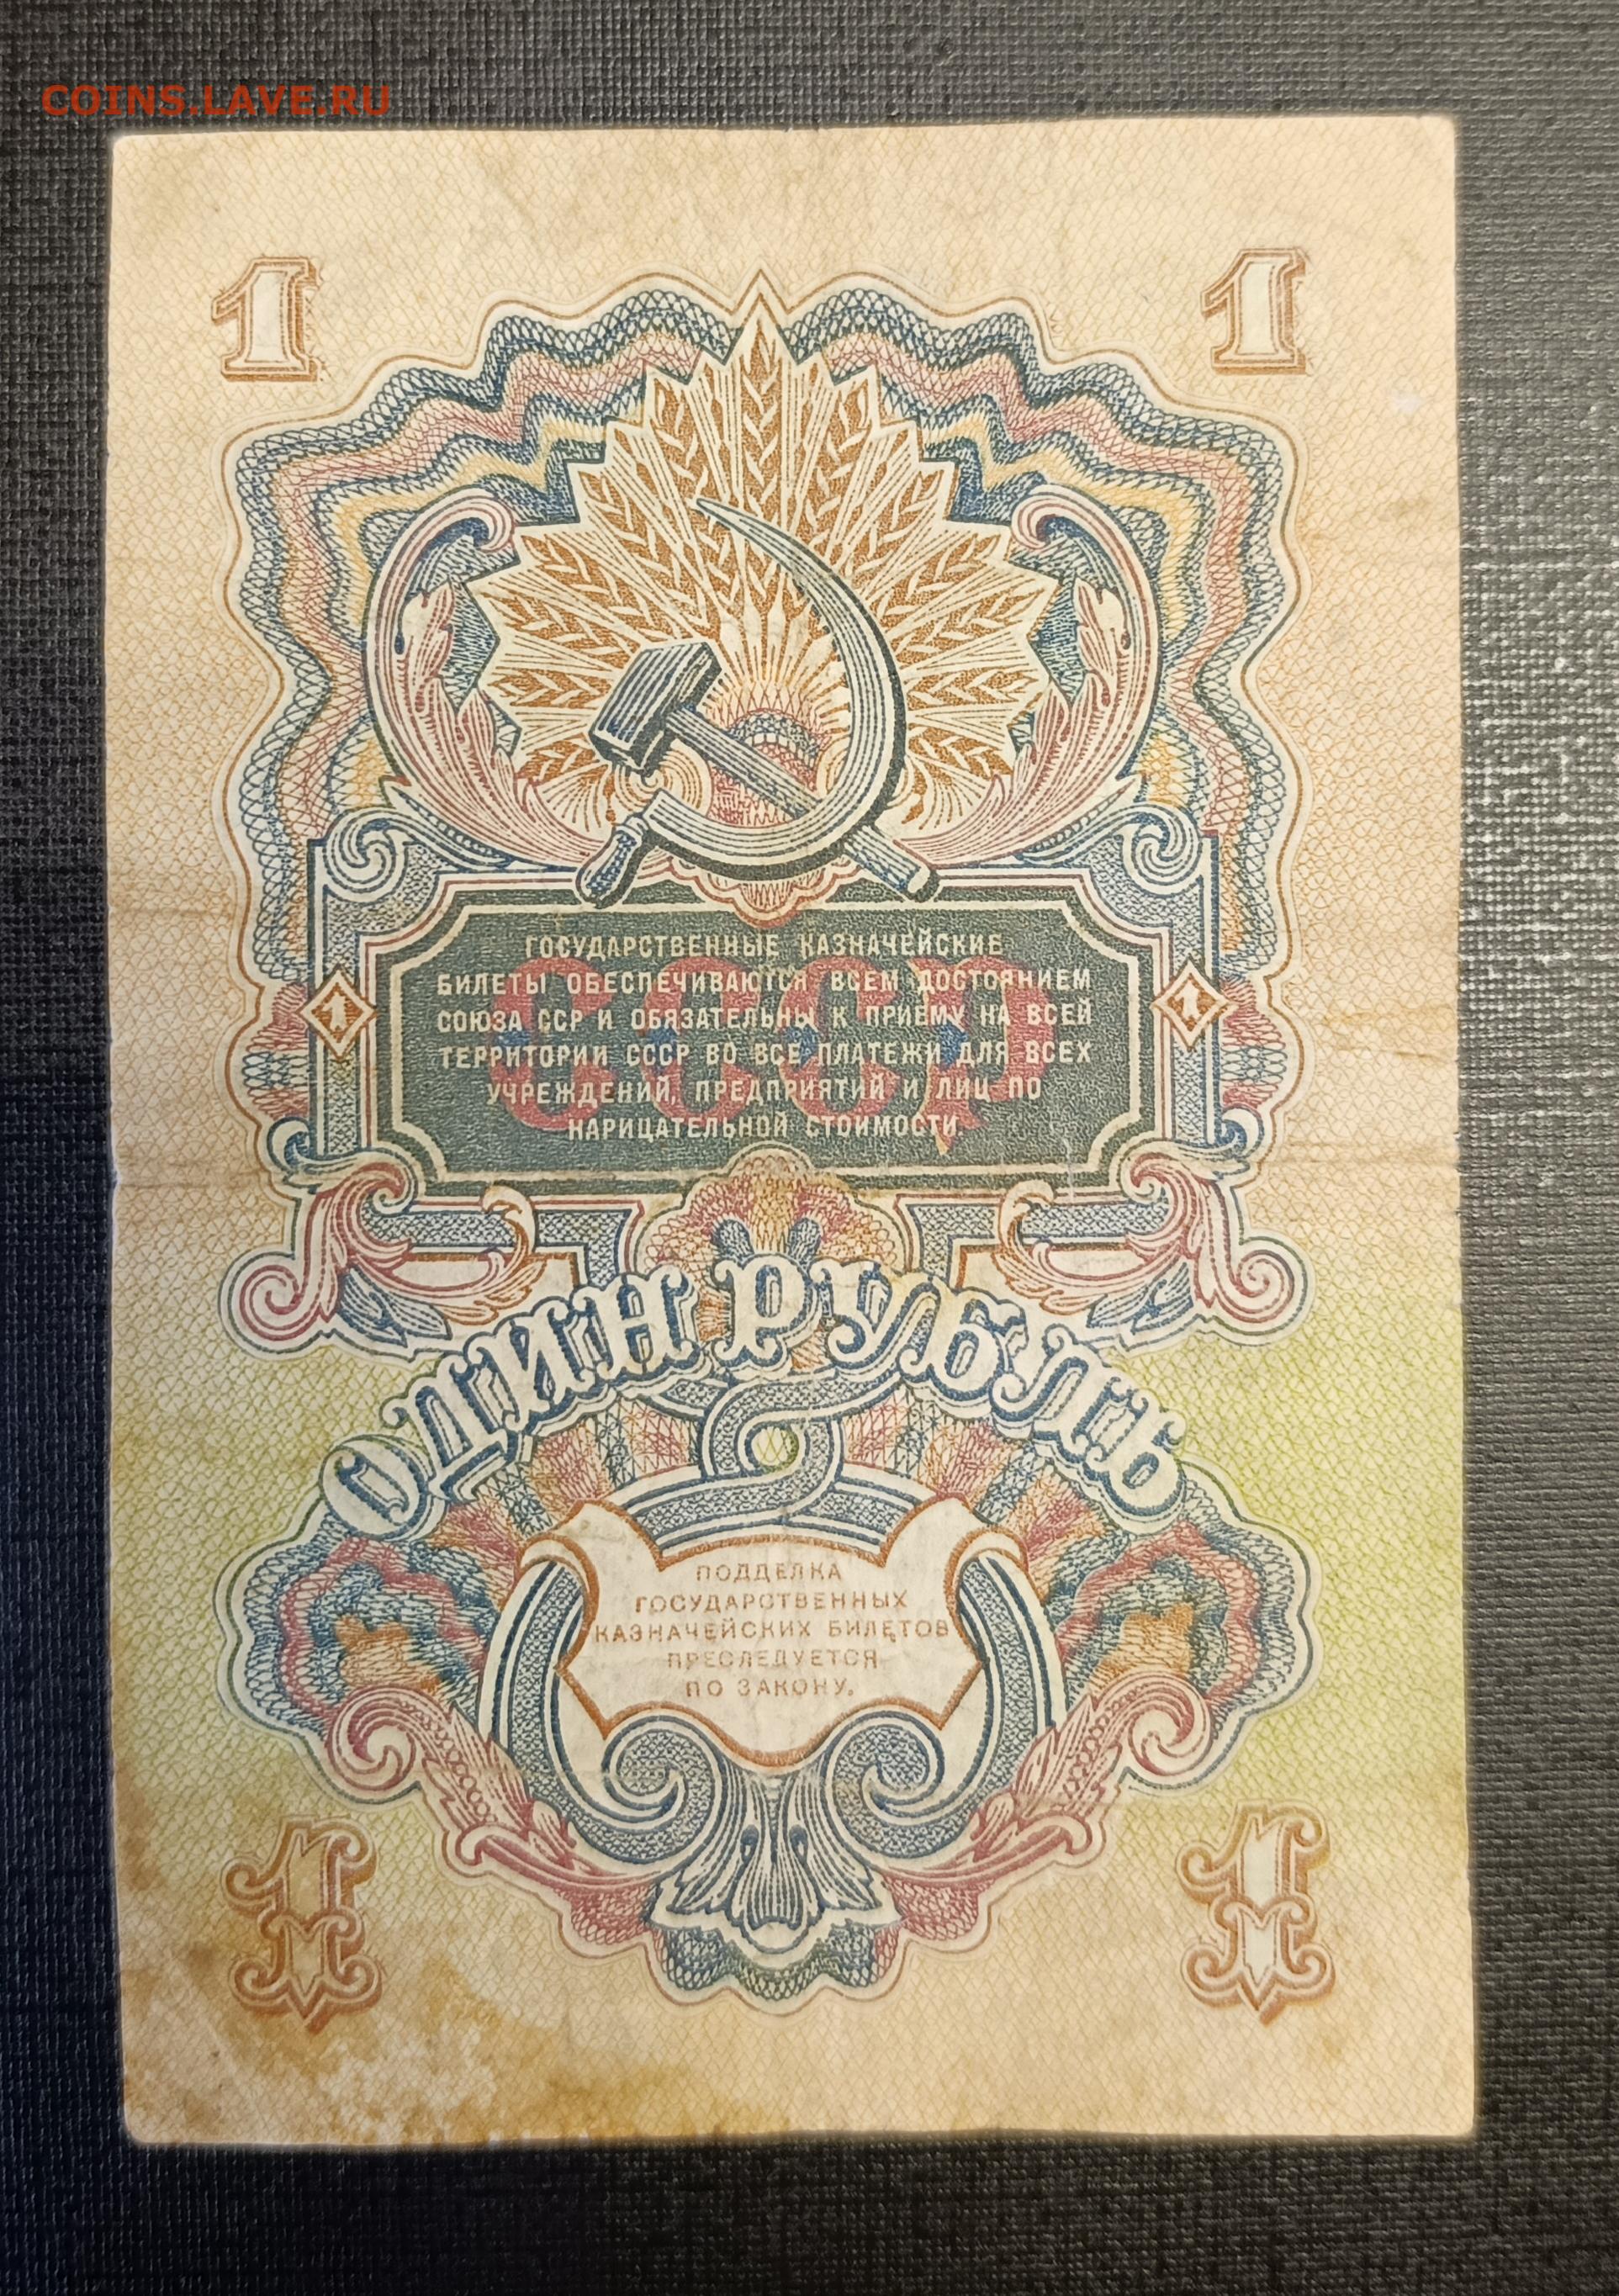 COINS.LAVE.RU
1 1
СССР
ГОСУДАРСТВЕННЫЕ КАЗНАЧЕЙСКИЕ
БИЛЕТЫ ОБЕСПЕЧИВАЮТСЯ ВСЕМ ДОСТОЯНИЕМ
СОЮЗА ССР И ОБЯЗАТЕЛЬНЫ К ПРИЕМУ НА ВСЕЙ
1 1
ТЕРРИТОРИИ СССР ВО ВСЕ ПЛАТЕЖИ ДЛЯ ВСЕХ
УЧРЕЖДЕНИЙ, ПРЕДПРИЯТИЙ И ЛИЦ ПО
НАРИЦАТЕЛЬНОЙ СТОИМОСТИ
ОДИН РУБЛЬ
ПОДДЕЛКА
ГОСУДАРСТВЕННЫХ
КАЗНАЧЕЙСКИХ БИЛЕТОВ
ПРЕСЛЕДУЕТСЯ
ПО ЗАКОНУ.
1 1